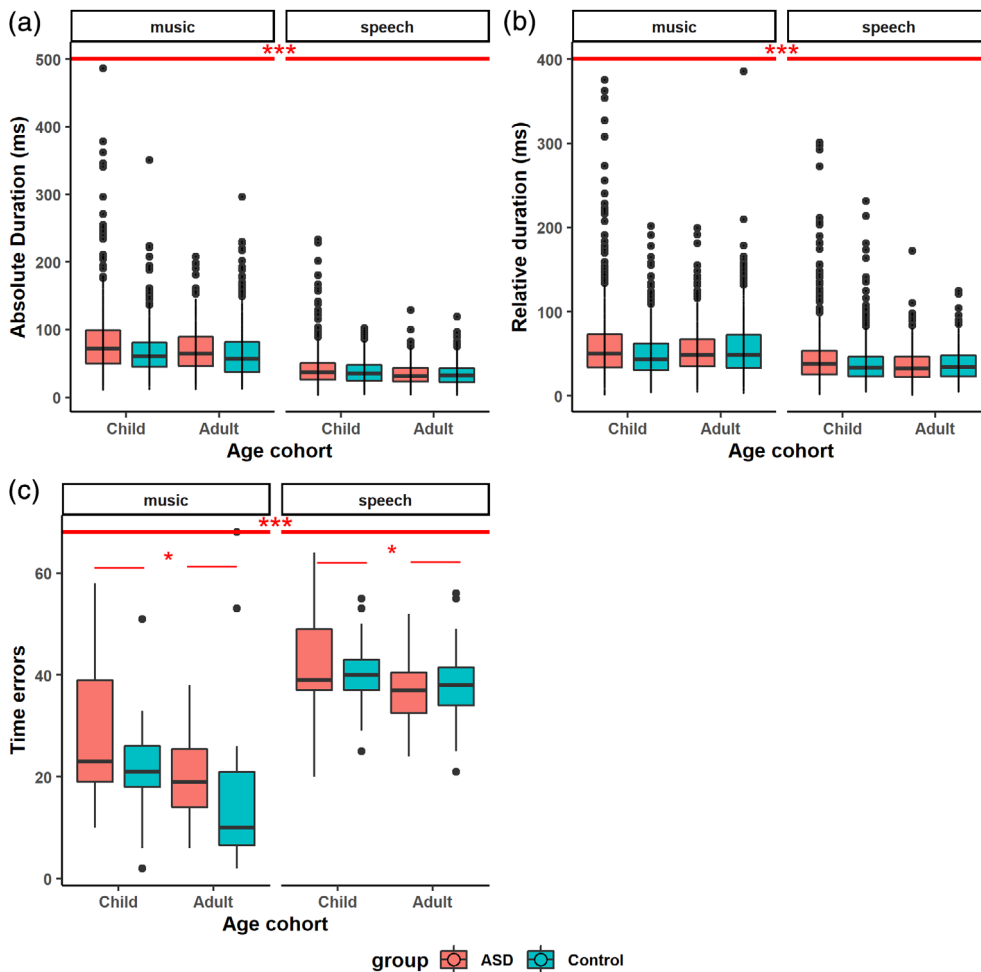 (a)
music
speech
***
Absolute Duration (ms)
500
400
300
200
100
0
Child
Adult
Child
Adult
Age cohort
(b)
music
speech
***
Relative duration (ms)
400
300
200
100
0
Child
Adult
Child
Adult
Age cohort
(c)
music
speech
***
*
*
Time errors
60
40
20
0
Child
Adult
Child
Adult
Age cohort
group ASD Control